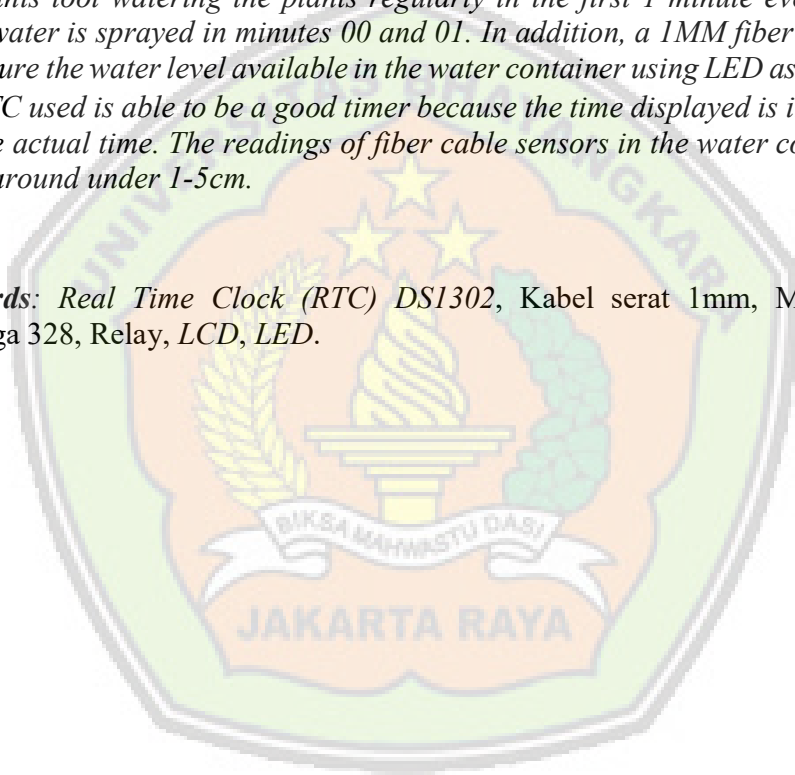 this tool watering the plants regularly in the first 1 minute eve
water is sprayed in minutes 00 and 01. In addition, a 1MM fiber
ure the water level available in the water container using LED as
TC used is able to be a good timer because the time displayed is i
e actual time. The readings of fiber cable sensors in the water co
around under 1-5cm.
rds: Real Time Clock (RTC) DS1302, Kabel serat 1mm, M
ga 328, Relay, LCD, LED.
UNIVERSITAS BHAYANGKARA
BIKSA MAHWASTU DASI
JAKARTA RAYA